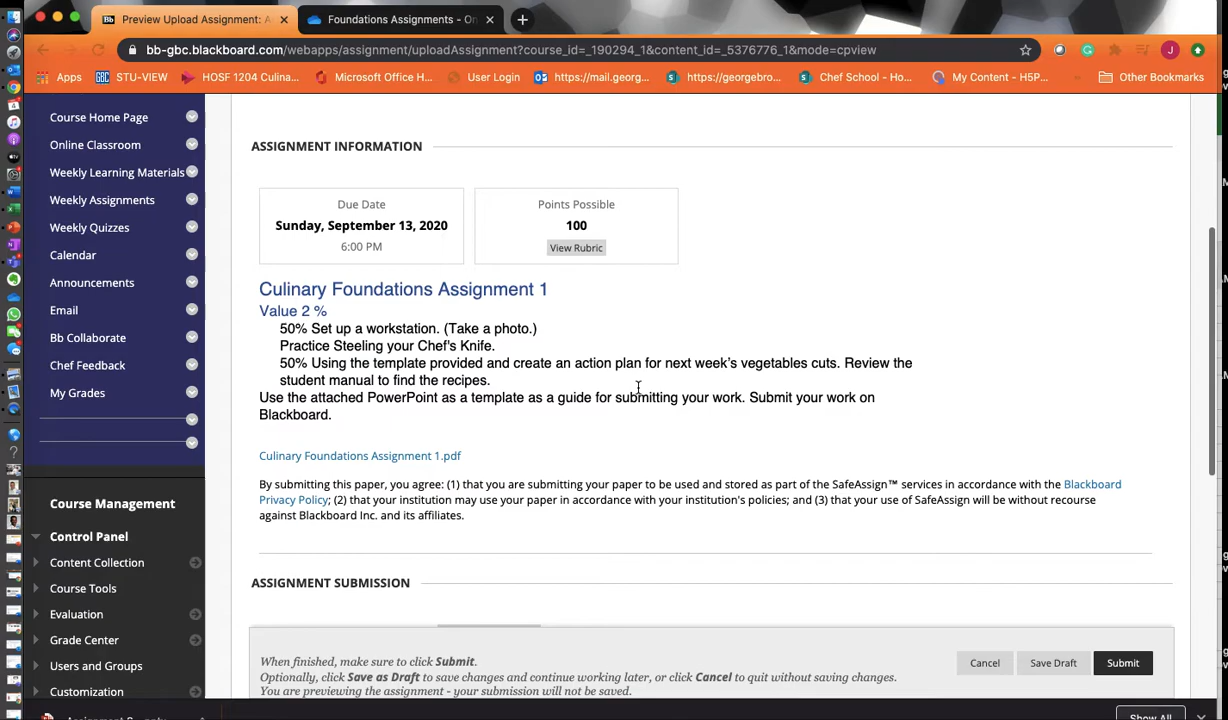 Preview Upload Assignment: A
Foundations Assignments - On
bb-gbc.blackboard.com/webapps/assignment/uploadAssignment?course_id=_190294_1&content_id=_5376776_1&mode=cpview
J
Apps
GBC
STU-VIEW
HOSF 1204 Culina...
Microsoft Office H...
User Login
https://mail.georg...
https://georgebro...
Chef School - Ho...
My Content - H5P...
Other Bookmarks
Course Home Page
Online Classroom
Weekly Learning Materials
Weekly Assignments
Weekly Quizzes
Calendar
Announcements
Email
Bb Collaborate
Chef Feedback
My Grades
Course Management
Control Panel
Content Collection
Course Tools
Evaluation
Grade Center
Users and Groups
Customization
ASSIGNMENT INFORMATION
Due Date
Sunday, September 13, 2020
6:00 PM
Points Possible
100
View Rubric
Culinary Foundations Assignment 1
Value 2 %
50% Set up a workstation. (Take a photo.)
Practice Steeling your Chef's Knife.
50% Using the template provided and create an action plan for next week’s vegetables cuts. Review the
student manual to find the recipes.
Use the attached PowerPoint as a template as a guide for submitting your work. Submit your work on
Blackboard.
Culinary Foundations Assignment 1.pdf
By submitting this paper, you agree: (1) that you are submitting your paper to be used and stored as part of the SafeAssign™ services in accordance with the Blackboard
Privacy Policy; (2) that your institution may use your paper in accordance with your institution's policies; and (3) that your use of SafeAssign will be without recourse
against Blackboard Inc. and its affiliates.
ASSIGNMENT SUBMISSION
When finished, make sure to click Submit.
Optionally, click Save as Draft to save changes and continue working later, or click Cancel to quit without saving changes.
You are previewing the assignment - your submission will not be saved.
Cancel
Save Draft
Submit
Show All